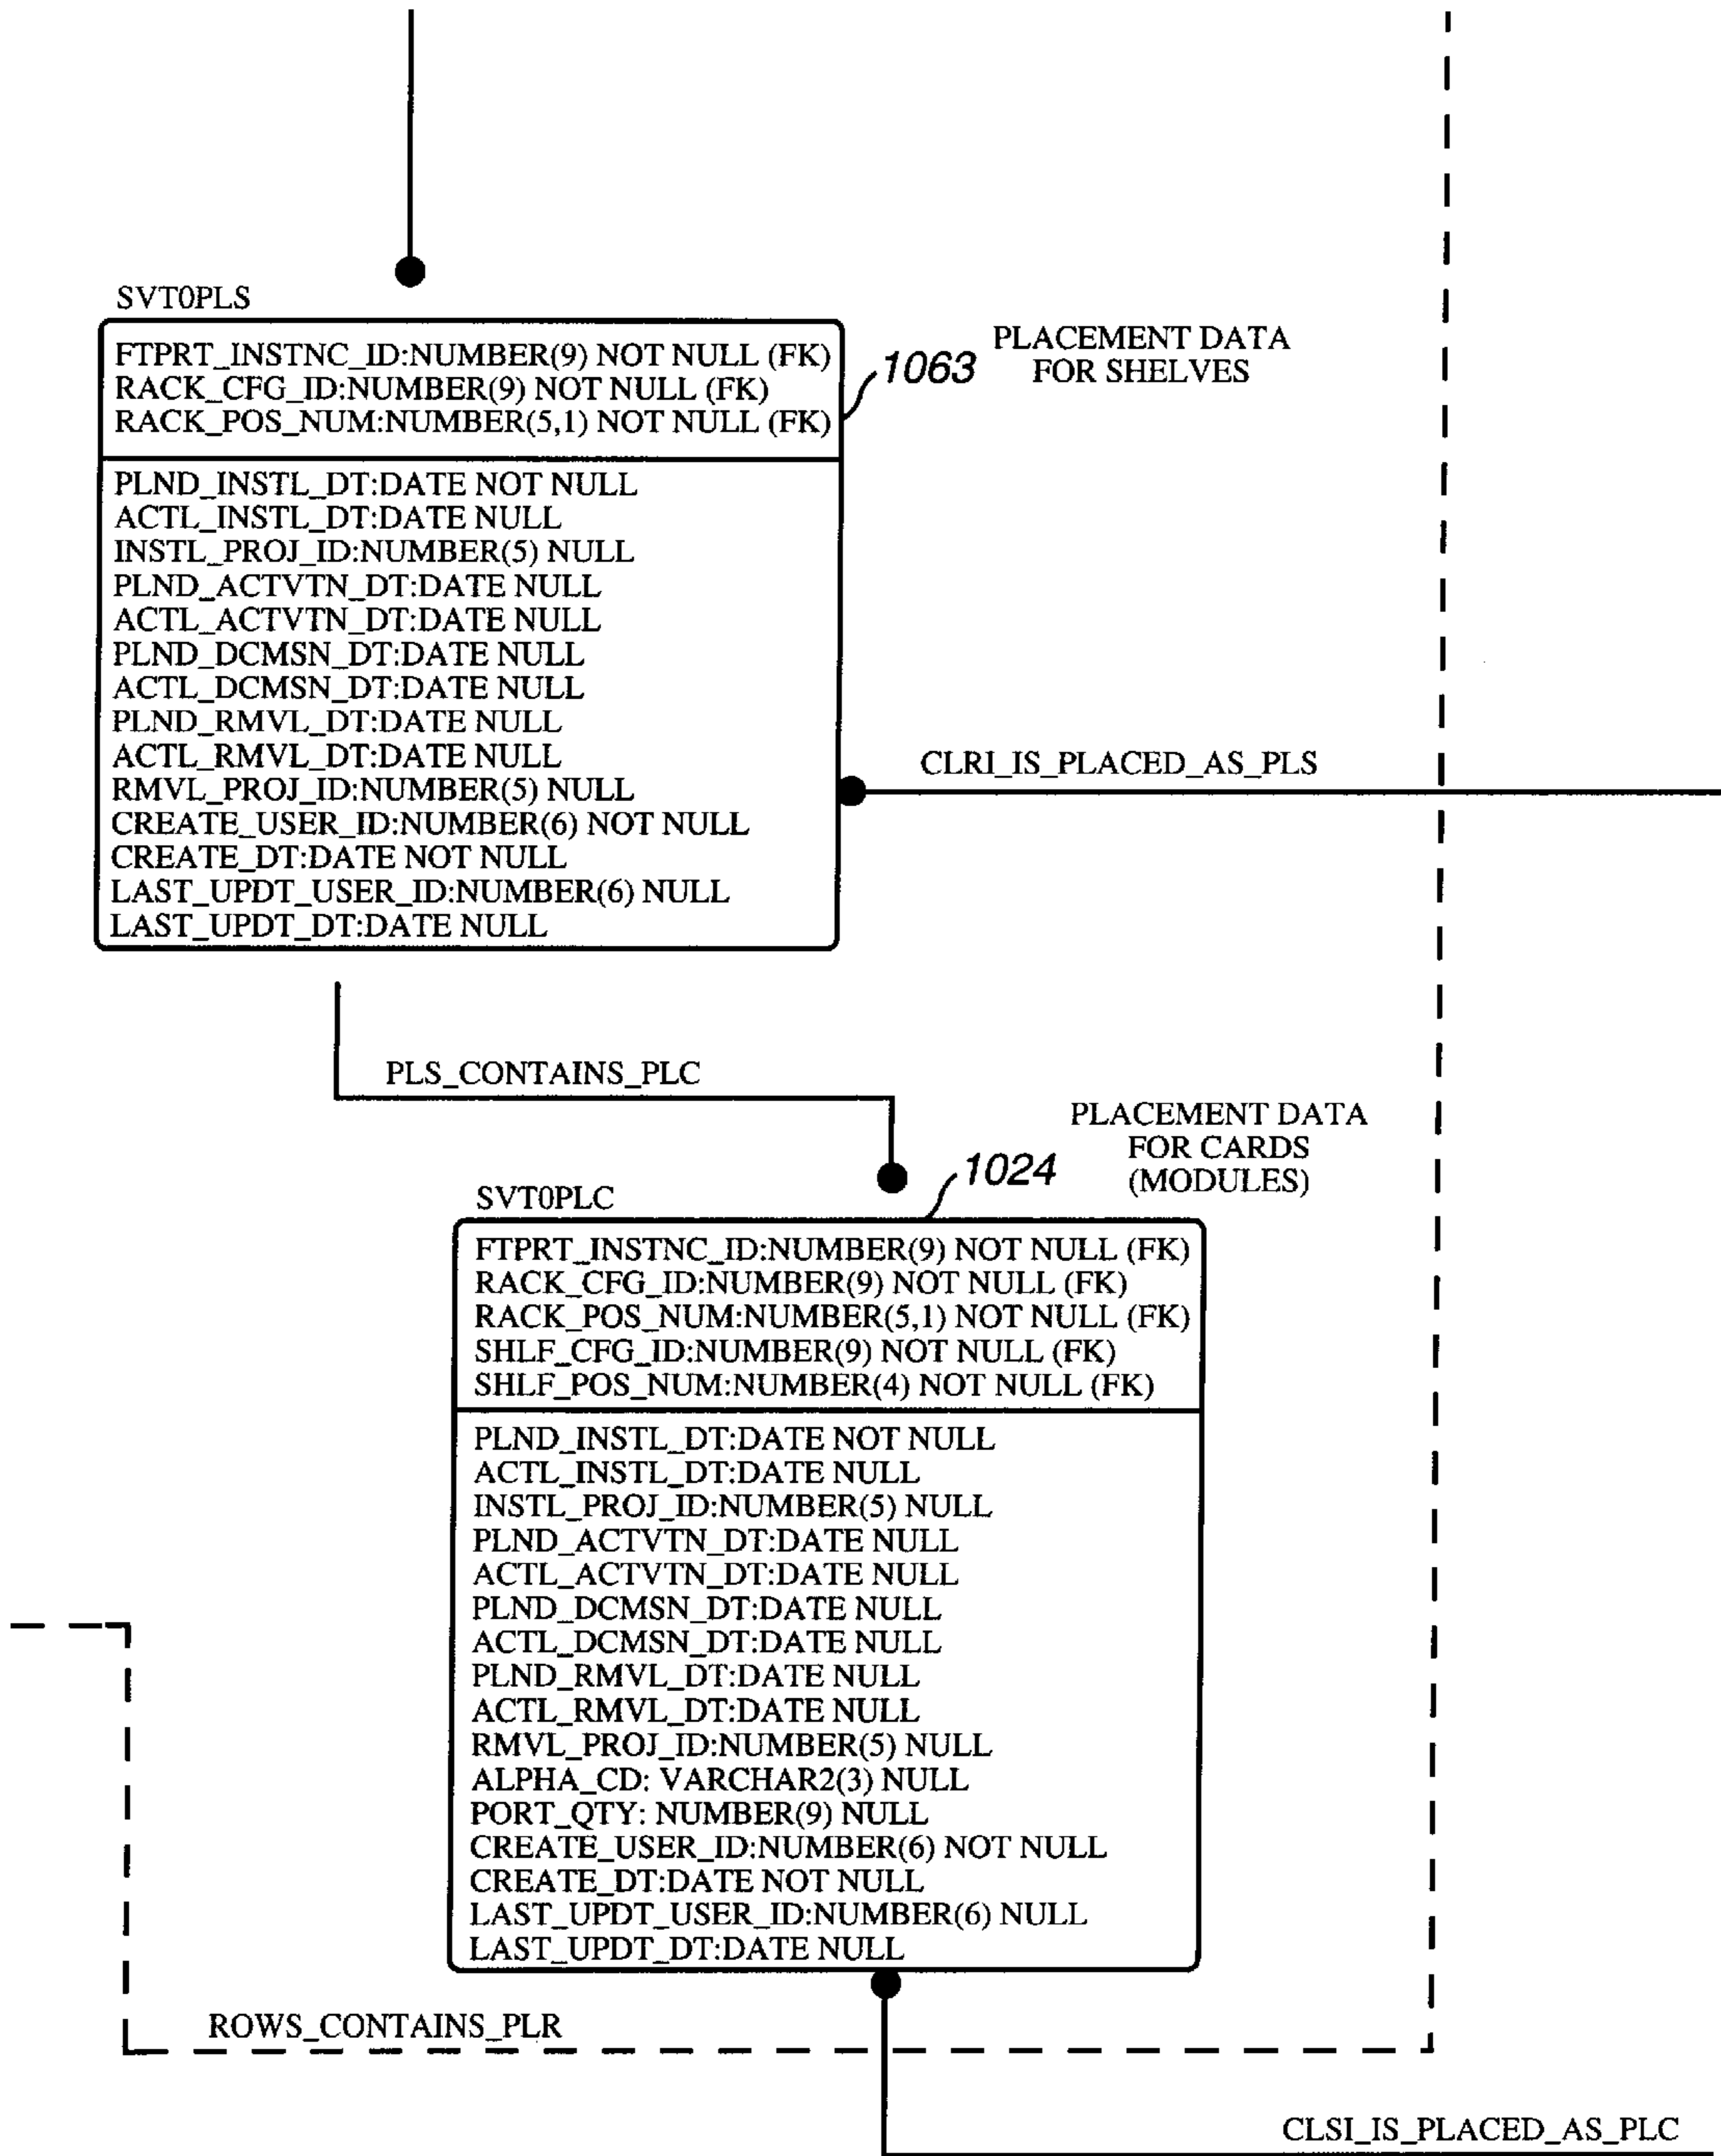 SVT0PLS
FTPRT_INSTNC_ID:NUMBER(9) NOT NULL (FK)
RACK_CFG_ID:NUMBER(9) NOT NULL (FK)
RACK_POS_NUM:NUMBER(5,1) NOT NULL (FK)
1063
PLACEMENT DATA
FOR SHELVES
PLND_INSTL_DT:DATE NOT NULL
ACTL_INSTL_DT:DATE NULL
INSTL_PROJ_ID:NUMBER(5) NULL
PLND_ACTVTN_DT:DATE NULL
ACTL_ACTVTN_DT:DATE NULL
PLND_DCMSN_DT:DATE NULL
ACTL_DCMSN_DT:DATE NULL
PLND_RMVL_DT:DATE NULL
ACTL_RMVL_DT:DATE NULL
RMVL_PROJ_ID:NUMBER(5) NULL
CREATE_USER_ID:NUMBER(6) NOT NULL
CREATE_DT:DATE NOT NULL
LAST_UPDT_USER_ID:NUMBER(6) NULL
LAST_UPDT_DT:DATE NULL
CLRI_IS_PLACED_AS_PLS
PLS_CONTAINS_PLC
PLACEMENT DATA
FOR CARDS
(MODULES)
1024
SVT0PLC
FTPRT_INSTNC_ID:NUMBER(9) NOT NULL (FK)
RACK_CFG_ID:NUMBER(9) NOT NULL (FK)
RACK_POS_NUM:NUMBER(5,1) NOT NULL (FK)
SHLF_CFG_ID:NUMBER(9) NOT NULL (FK)
SHLF_POS_NUM:NUMBER(4) NOT NULL (FK)
PLND_INSTL_DT:DATE NOT NULL
ACTL_INSTL_DT:DATE NULL
INSTL_PROJ_ID:NUMBER(5) NULL
PLND_ACTVTN_DT:DATE NULL
ACTL_ACTVTN_DT:DATE NULL
PLND_DCMSN_DT:DATE NULL
ACTL_DCMSN_DT:DATE NULL
PLND_RMVL_DT:DATE NULL
ACTL_RMVL_DT:DATE NULL
RMVL_PROJ_ID:NUMBER(5) NULL
ALPHA_CD: VARCHAR2(3) NULL
PORT_QTY: NUMBER(9) NULL
CREATE_USER_ID:NUMBER(6) NOT NULL
CREATE_DT:DATE NOT NULL
LAST_UPDT_USER_ID:NUMBER(6) NULL
LAST_UPDT_DT:DATE NULL
ROWS_CONTAINS_PLR
CLSI_IS_PLACED_AS_PLC